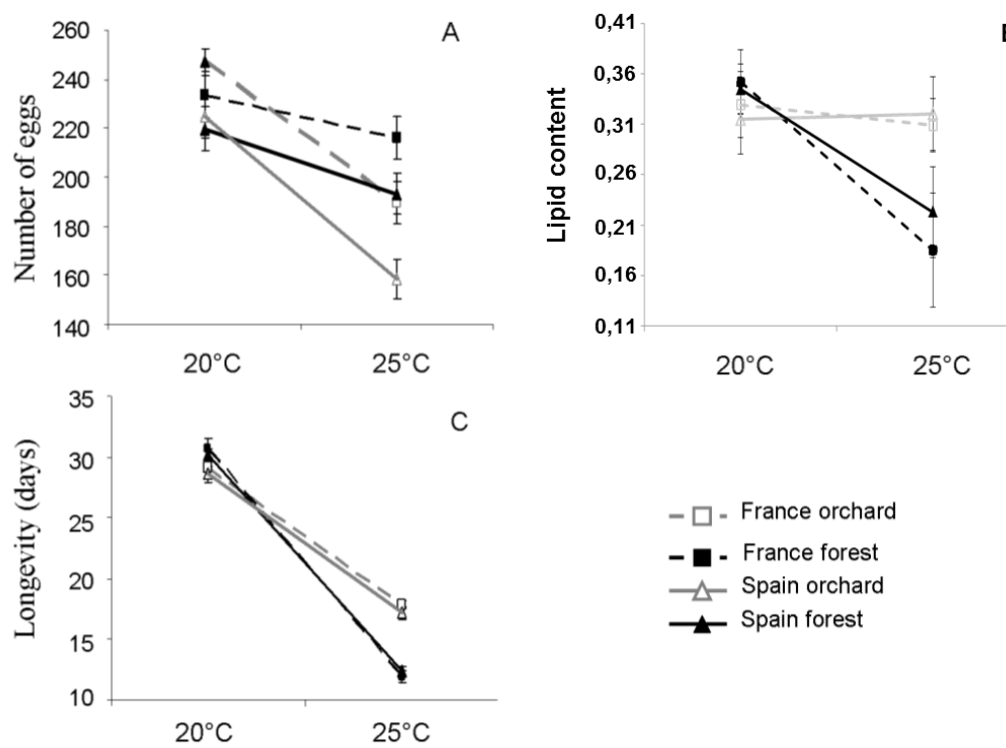 A
Number of eggs
260
240
220
200
180
160
140
20°C 25°C
Lipid content
0,41
0,36
0,31
0,26
0,21
0,16
0,11
20°C 25°C
C
Longevity (days)
35
30
25
20
15
10
20°C 25°C
France orchard
France forest
Spain orchard
Spain forest